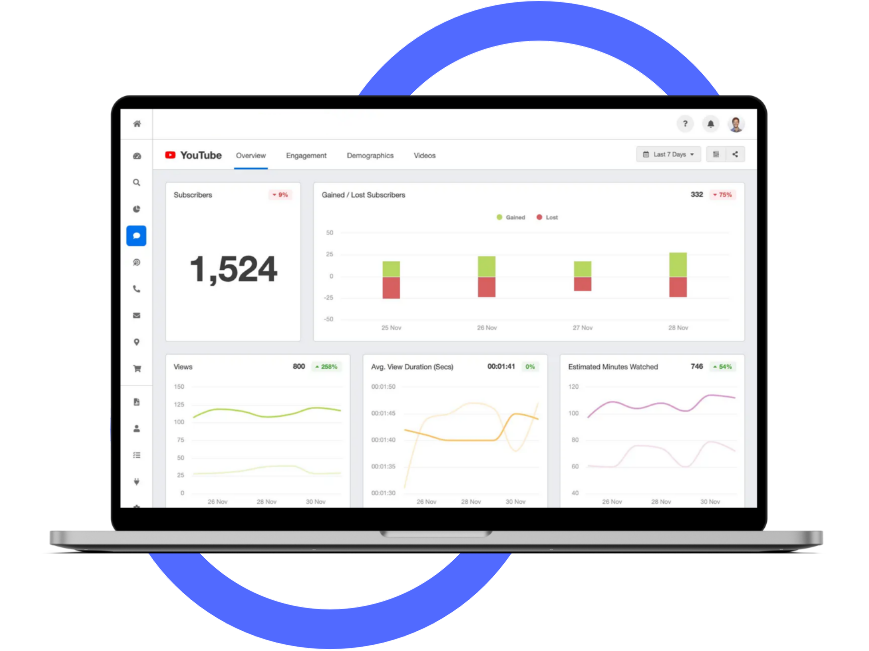 ?
YouTube Overview Engagement Demographics Videos Last 7 Days
Subscribers 9%
1,524
Gained / Lost Subscribers 332 75%
Gained Lost
50
25
0
-25
-50
25 Nov 26 Nov 27 Nov 28 Nov
Views 800 256%
150
125
100
75
50
25
0
26 Nov 28 Nov 30 Nov
Avg. View Duration (Secs) 00:01:41 0%
00:01:50
00:01:45
00:01:40
00:01:35
00:01:30
26 Nov 28 Nov 30 Nov
Estimated Minutes Watched 746 54%
120
100
80
60
40
26 Nov 28 Nov 30 Nov